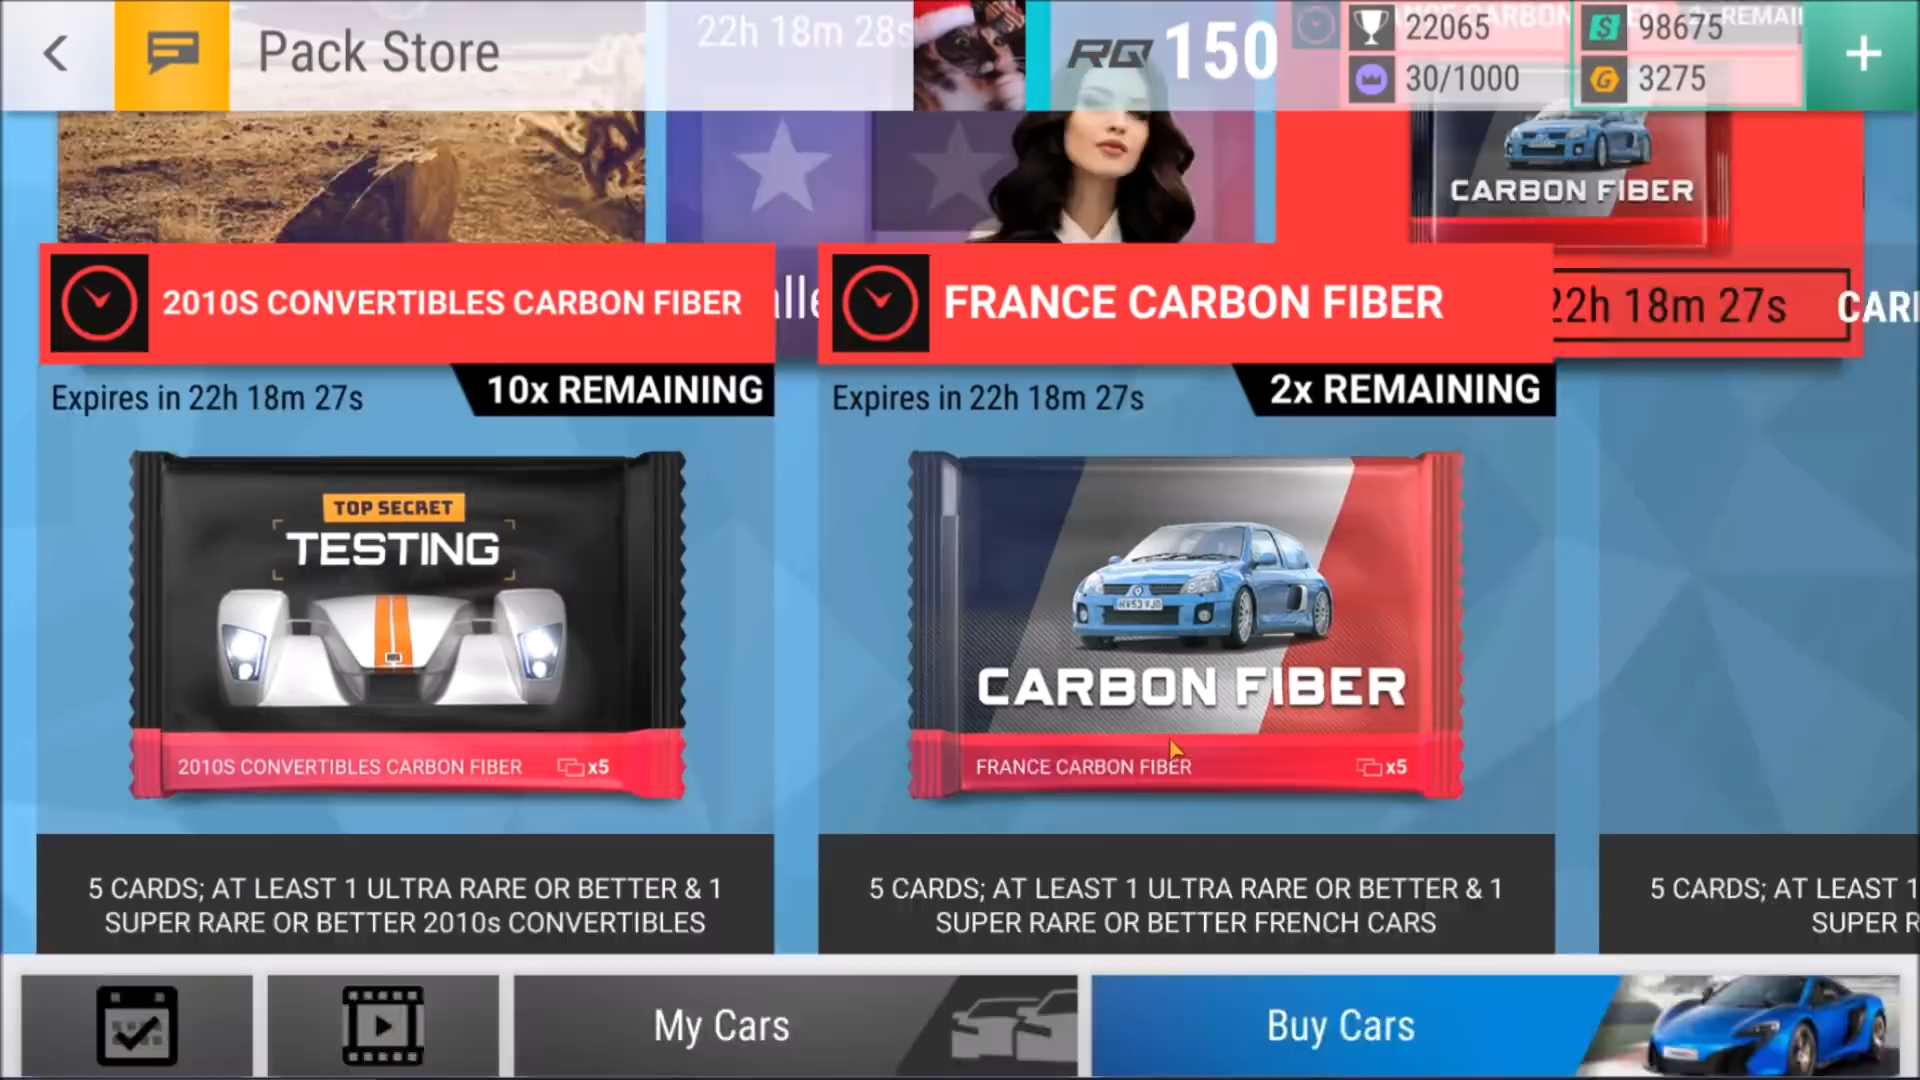 Pack Store
22h 18m 28s
RQ 150
22065
98675
30/1000
3275
CARBON FIBER
22h 18m 27s
2010S CONVERTIBLES CARBON FIBER
Expires in 22h 18m 27s
10x REMAINING
TOP SECRET
TESTING
2010S CONVERTIBLES CARBON FIBER
x5
5 CARDS; AT LEAST 1 ULTRA RARE OR BETTER & 1
SUPER RARE OR BETTER 2010s CONVERTIBLES
FRANCE CARBON FIBER
Expires in 22h 18m 27s
2x REMAINING
HV53 VJD
CARBON FIBER
FRANCE CARBON FIBER
x5
5 CARDS; AT LEAST 1 ULTRA RARE OR BETTER & 1
SUPER RARE OR BETTER FRENCH CARS
5 CARDS; AT LEAST 1
SUPER R
My Cars
Buy Cars